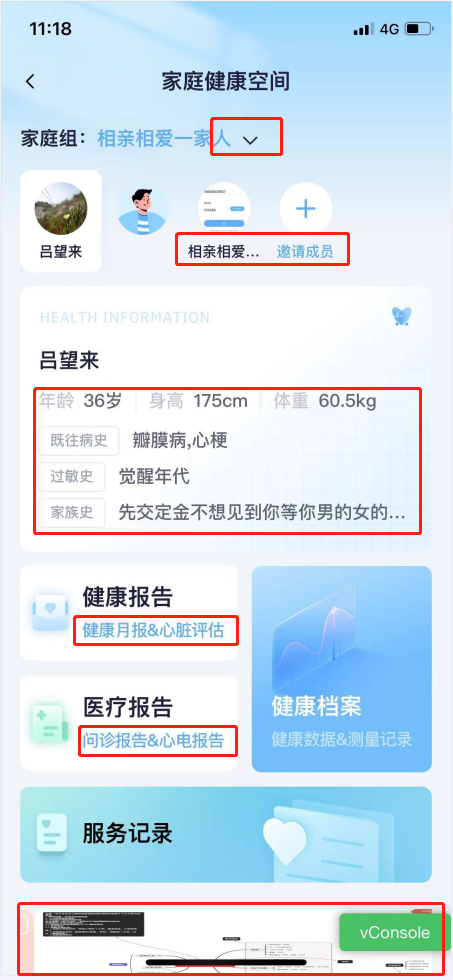 11:18
4G
家庭健康空间
家庭组：相亲相爱一家人
吕望来
相亲相爱...
邀请成员
HEALTH INFORMATION
吕望来
年龄 36岁 身高 175cm 体重 60.5kg
既往病史 瓣膜病,心梗
过敏史 觉醒年代
家族史 先交定金不想见到你等你男的女的...
健康报告
健康月报&心脏评估
医疗报告
问诊报告&心电报告
健康档案
健康数据&测量记录
服务记录
vConsole